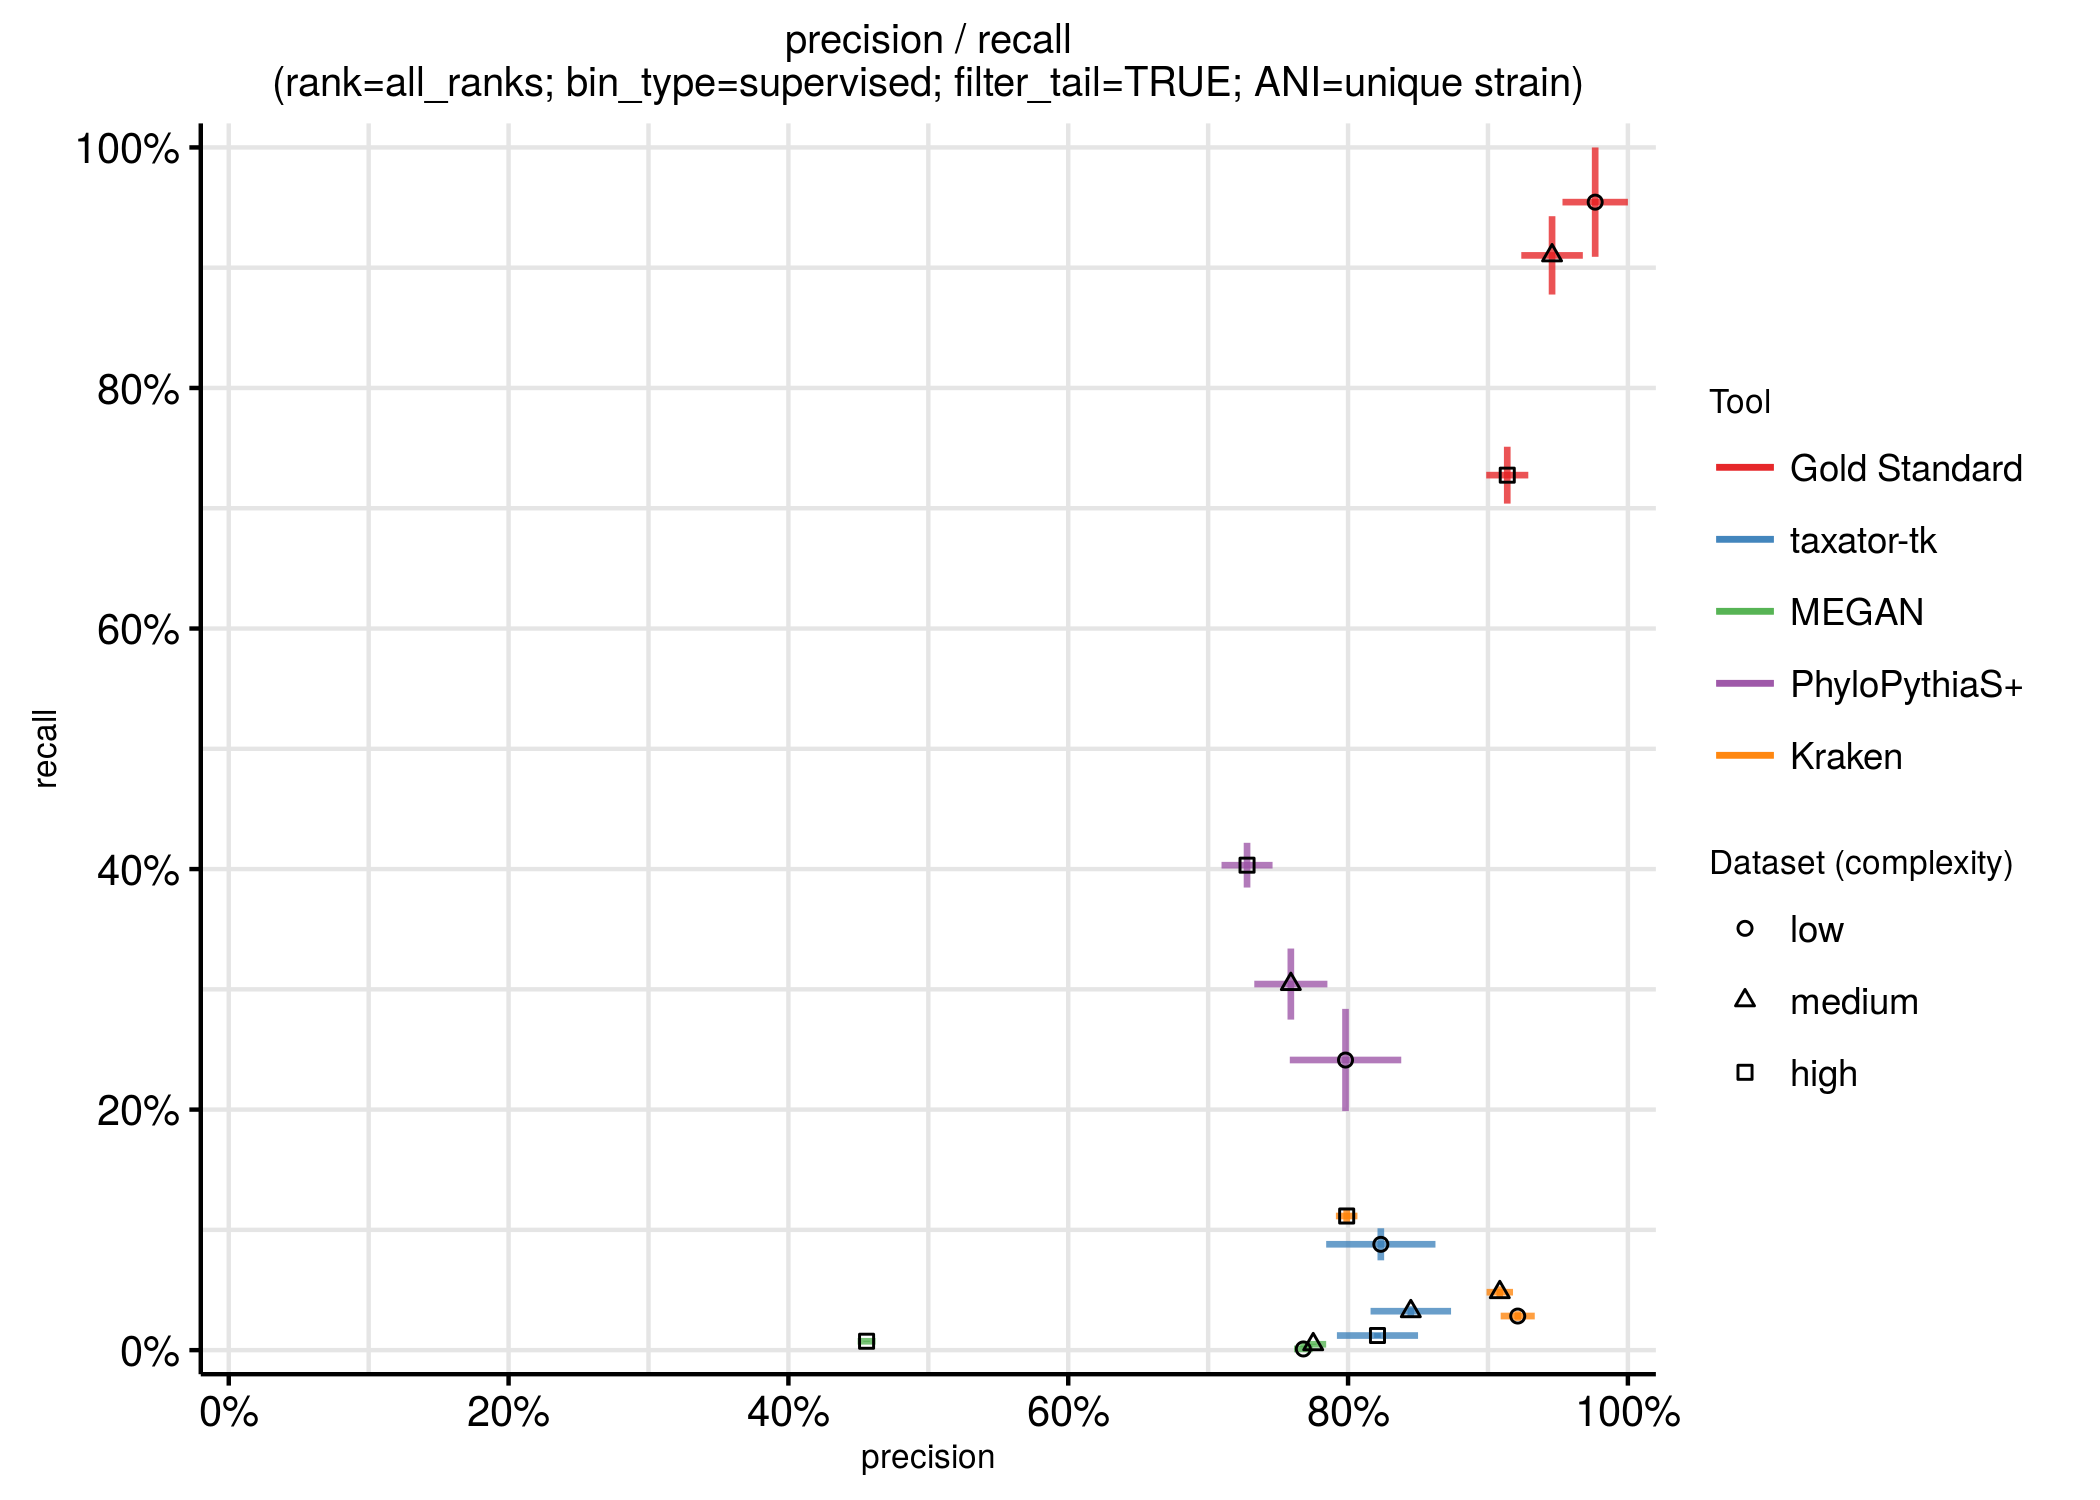 precision / recall
(rank=all_ranks; bin_type=supervised; filter_tail=TRUE; ANI=unique strain)
100%
80%
60%
40%
20%
0%
recall
0% 20% 40% 60% 80% 100%
precision
Tool
Gold Standard
taxator-tk
MEGAN
PhyloPythiaS+
Kraken
Dataset (complexity)
low
medium
high